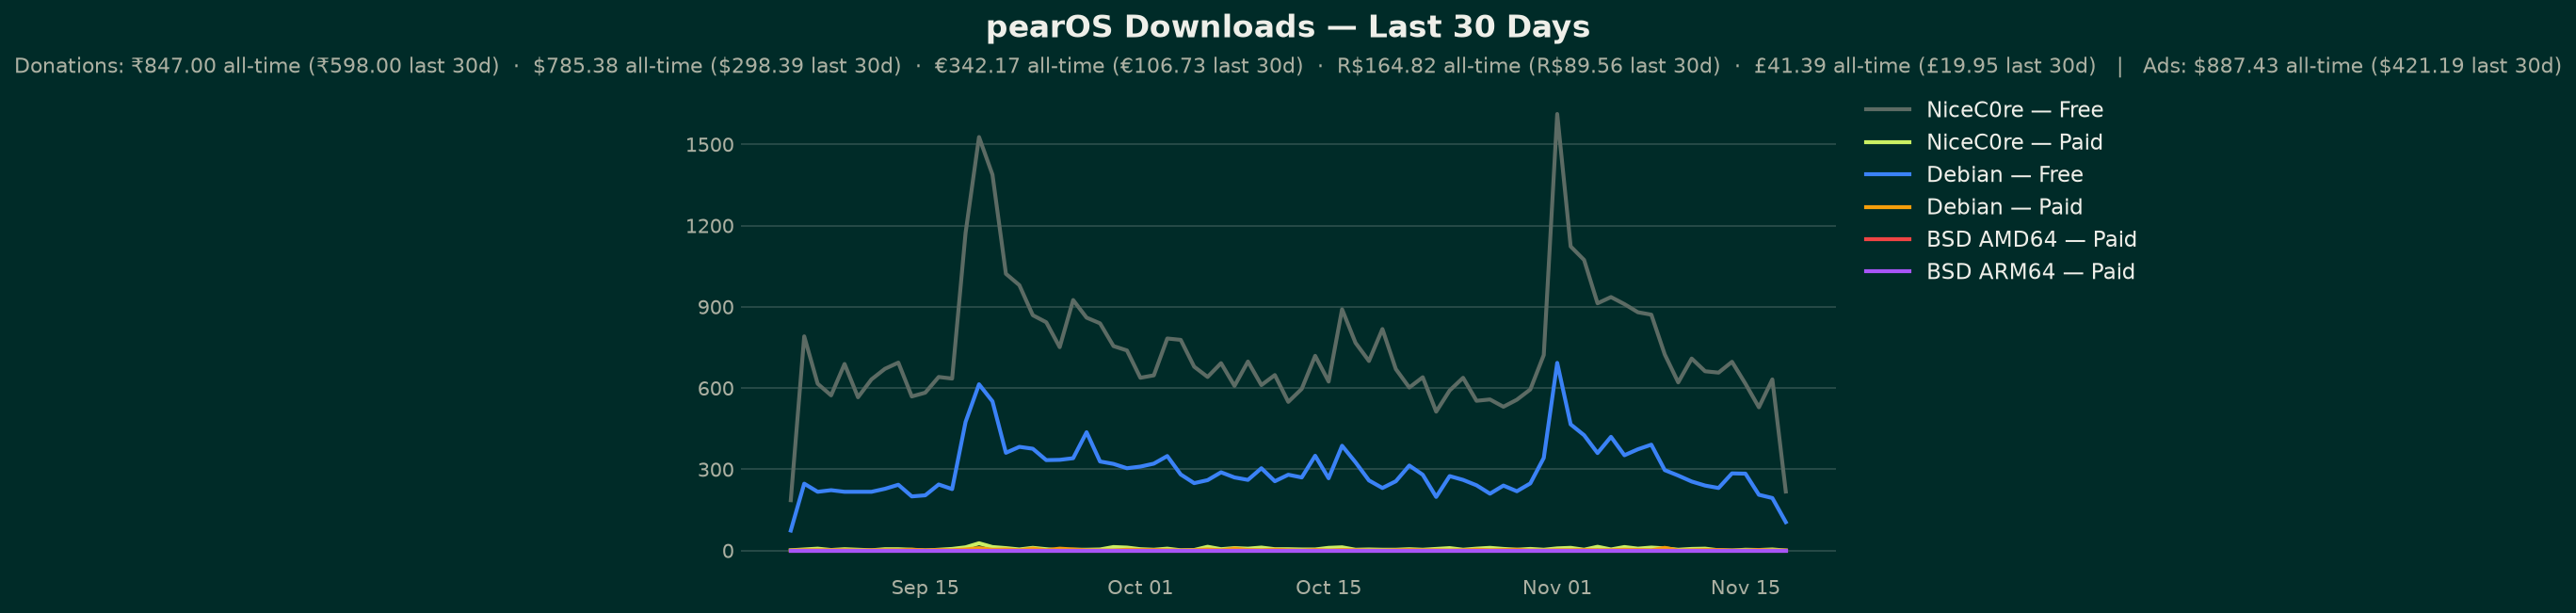 pearOS Downloads — Last 30 Days
Donations: ₹847.00 all-time (₹598.00 last 30d) · $785.38 all-time ($298.39 last 30d) · €342.17 all-time (€106.73 last 30d) · R$164.82 all-time (R$89.56 last 30d) · £41.39 all-time (£19.95 last 30d) | Ads: $887.43 all-time ($421.19 last 30d)
NiceC0re — Free
NiceC0re — Paid
Debian — Free
Debian — Paid
BSD AMD64 — Paid
BSD ARM64 — Paid
1500
1200
900
600
300
0
Sep 15 Oct 01 Oct 15 Nov 01 Nov 15